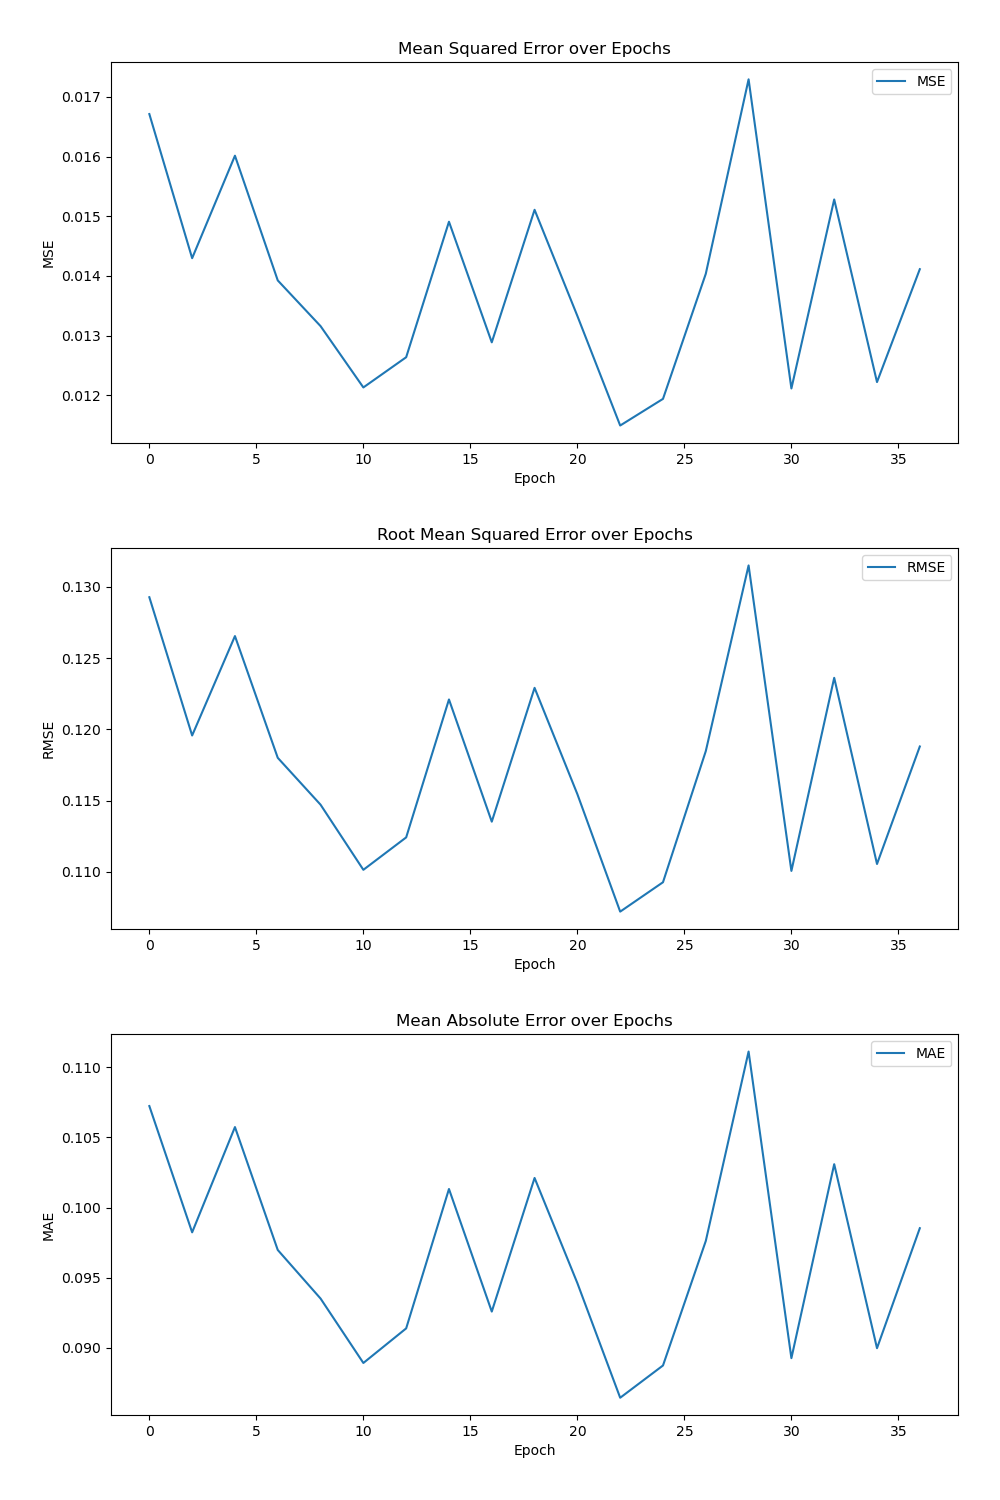 Mean Squared Error over Epochs
MSE
0.017
0.016
0.015
0.014
0.013
0.012
MSE
0 5 10 15 20 25 30 35
Epoch
Root Mean Squared Error over Epochs
RMSE
0.130
0.125
0.120
0.115
0.110
RMSE
0 5 10 15 20 25 30 35
Epoch
Mean Absolute Error over Epochs
MAE
0.110
0.105
0.100
0.095
0.090
MAE
0 5 10 15 20 25 30 35
Epoch